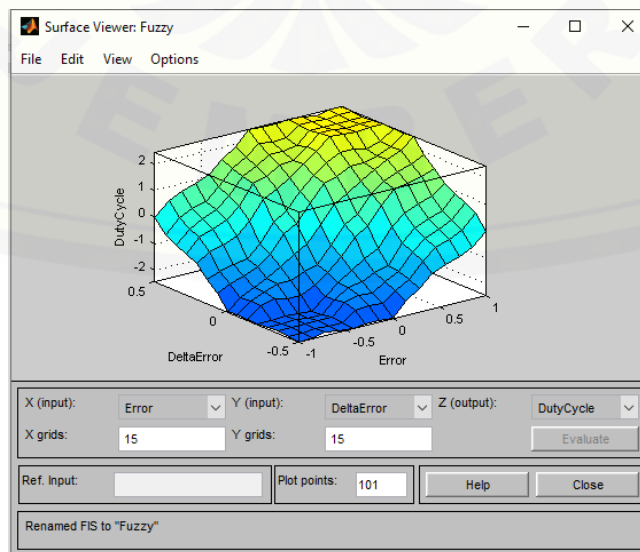 Surface Viewer: Fuzzy
File Edit View Options
2
1
0
-1
-2
DutyCycle
0.5
0
-0.5
DeltaError
-1
-0.5
0
0.5
1
Error
X (input): Error Y (input): DeltaError Z (output): DutyCycle
X grids: 15 Y grids: 15 Evaluate
Ref. Input: Plot points: 101 Help Close
Renamed FIS to "Fuzzy"